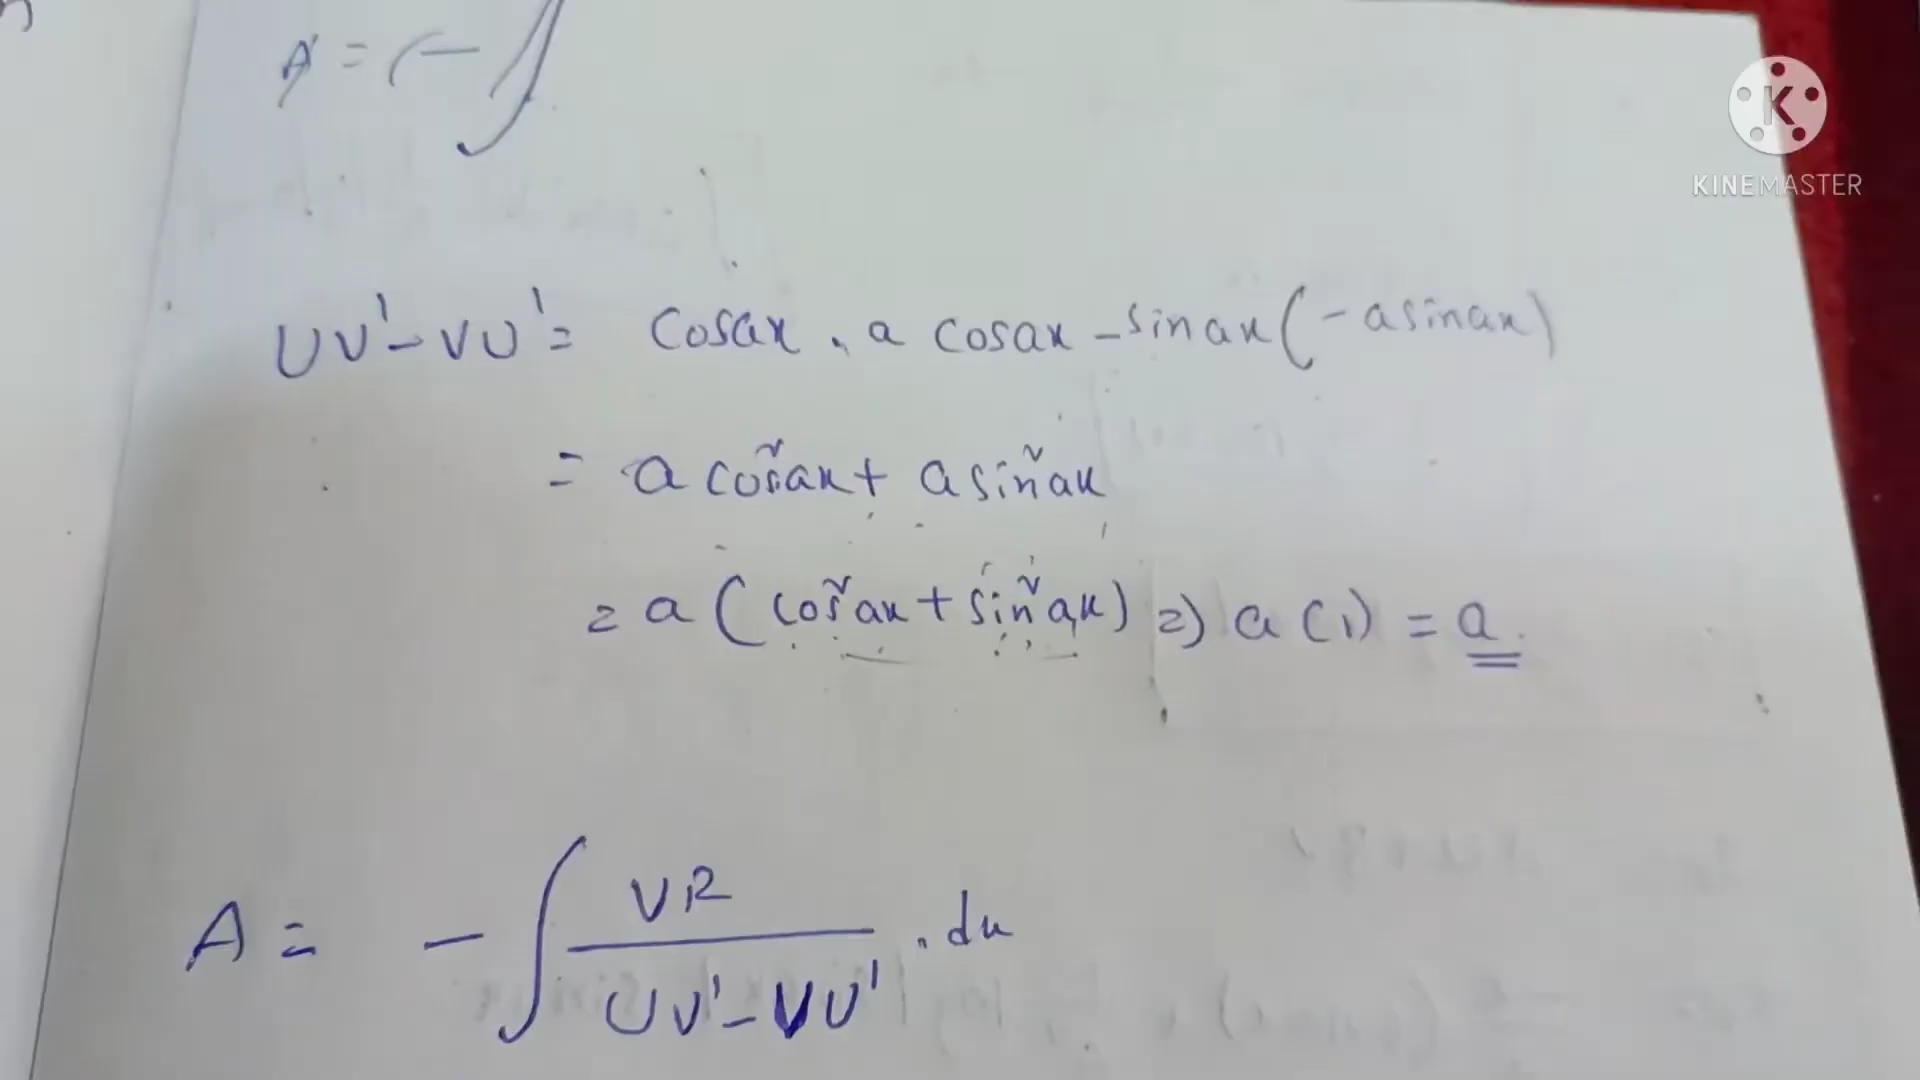 A = (- ∫
KINEMASTER
UV' - VU' = cosax . a cosax - sinax (-asinax)
= a cos²ax + a sin²ax
= a (cos²ax + sin²ax) => a (1) = a
A = - ∫ VR / UV' - VU' . dx